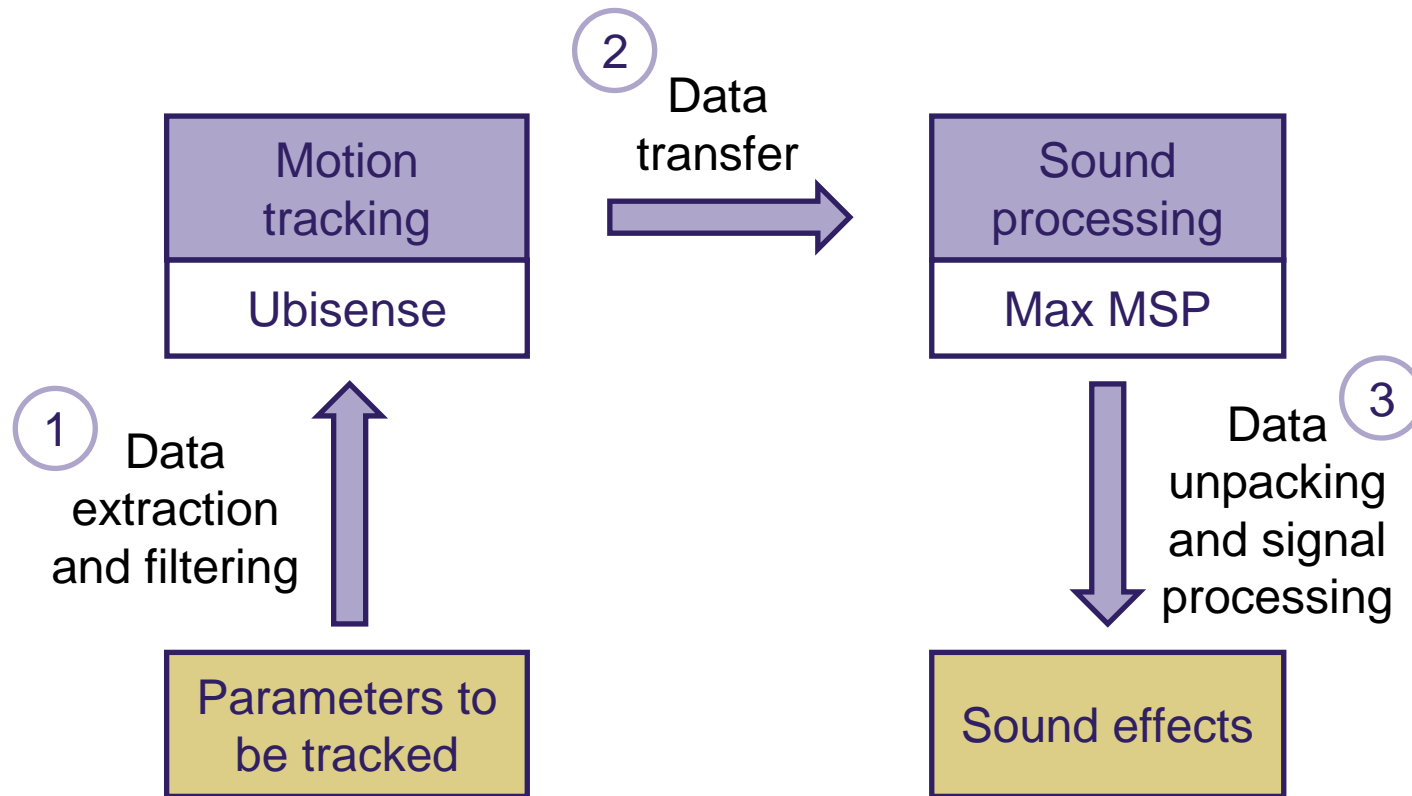 2
Data
transfer
Motion
tracking
Ubisense
Sound
processing
Max MSP
1
Data
extraction
and filtering
3
Data
unpacking
and signal
processing
Parameters to
be tracked
Sound effects